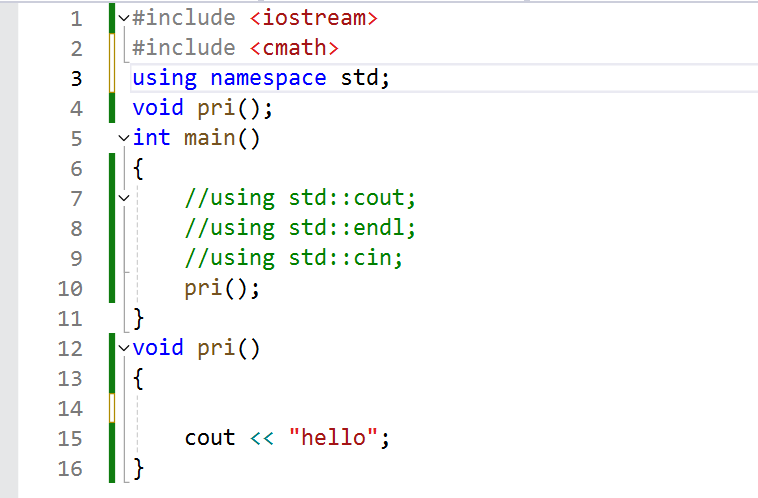 1 #include <iostream>
2 #include <cmath>
3 using namespace std;
4 void pri();
5 int main()
6 {
7 //using std::cout;
8 //using std::endl;
9 //using std::cin;
10 pri();
11 }
12 void pri()
13 {
14
15 cout << "hello";
16 }